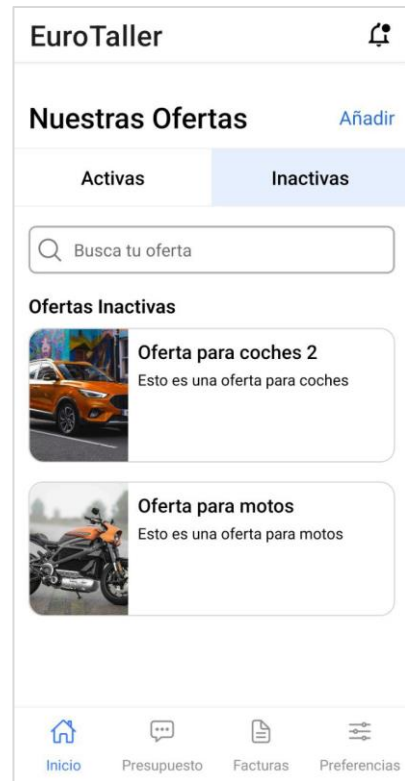 EuroTaller
Nuestras Ofertas
Añadir
Activas
Inactivas
Busca tu oferta
Ofertas Inactivas
Oferta para coches 2
Esto es una oferta para coches
Oferta para motos
Esto es una oferta para motos
Inicio
Presupuesto
Facturas
Preferencias